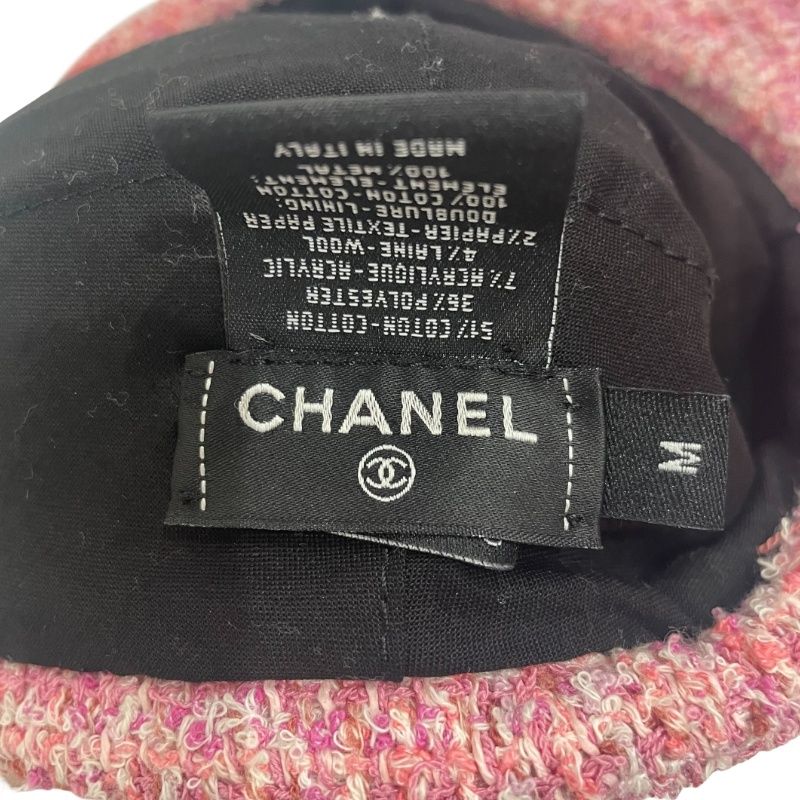 51% COTON-COTTON
36% POLYESTER
7% ACRYLIQUE-ACRYLIC
4% LAINE-WOOL
2% PAPIER-TEXTILE PAPER
DOUBLURE-LINING:
100% COTON-COTTON
ELEMENT-ELEMENT:
100% METAL
MADE IN ITALY
CHANEL
M